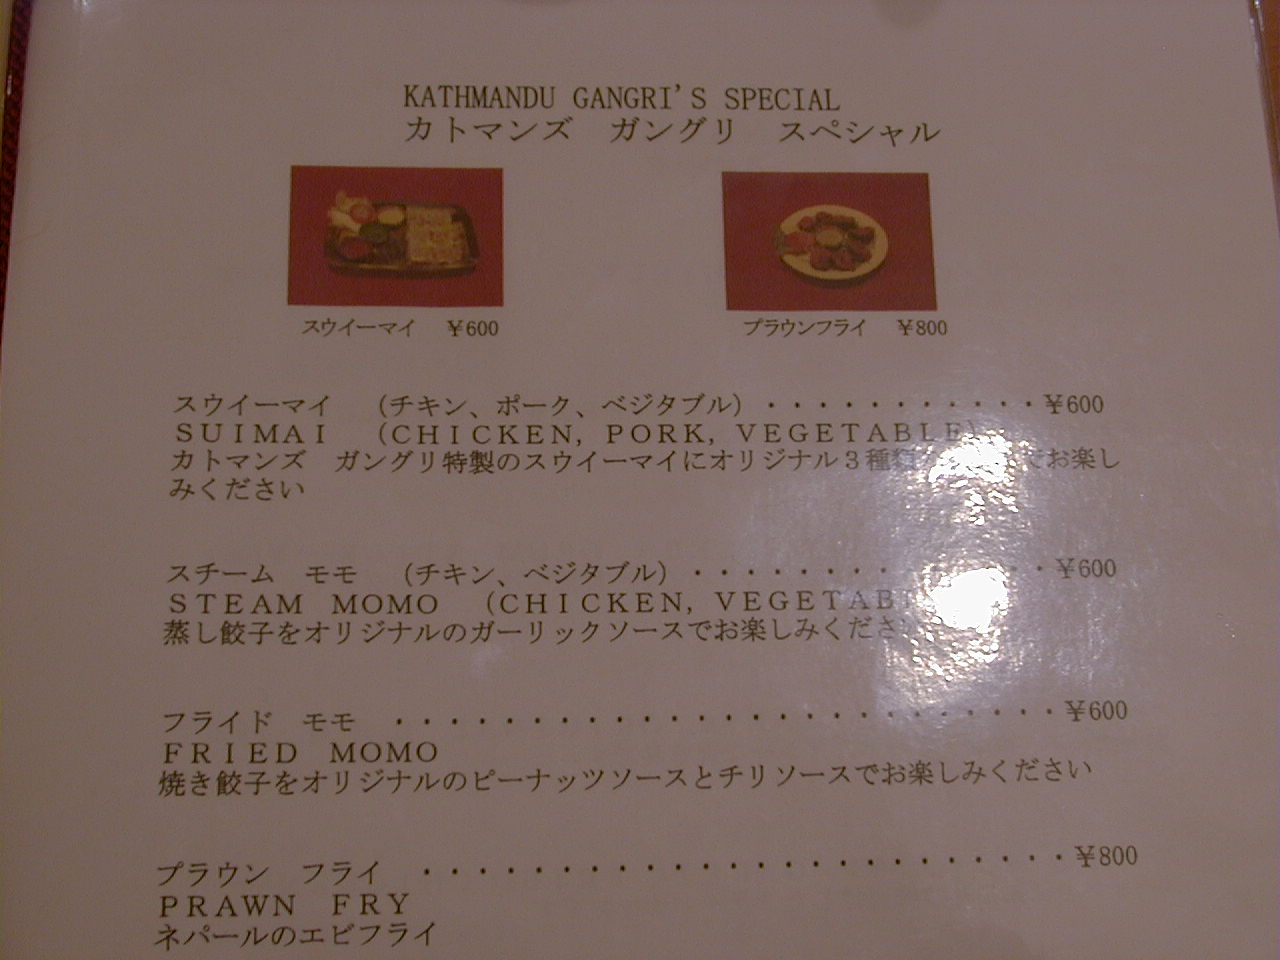 KATHMANDU GANGRI'S SPECIAL
カトマンズ　ガングリ　スペシャル
スウイーマイ　￥600
プラウンフライ　￥800
スウイーマイ　（チキン、ポーク、ベジタブル）・・・・・・・・・・・￥600
ＳＵＩＭＡＩ　（ＣＨＩＣＫＥＮ，ＰＯＲＫ，ＶＥＧＥＴＡＢＬＥ）
カトマンズ　ガングリ特製のスウイーマイにオリジナル３種類 でお楽し
みください
スチーム　モモ　（チキン、ベジタブル）・・・・・・・・・・￥600
ＳＴＥＡＭ　ＭＯＭＯ　（ＣＨＩＣＫＥＮ，
蒸し餃子をオリジナルのガーリックソースでお楽しみくださ
フライド　モモ　・・・・・・・・・・・・・・・・・・・・・・・・・￥600
ＦＲＩＥＤ　ＭＯＭＯ
焼き餃子をオリジナルのピーナッツソースとチリソースでお楽しみください
プラウン　フライ　・・・・・・・・・・・・・・・・・・・・・・・・￥800
ＰＲＡＷＮ　ＦＲＹ
ネパールのエビフライ